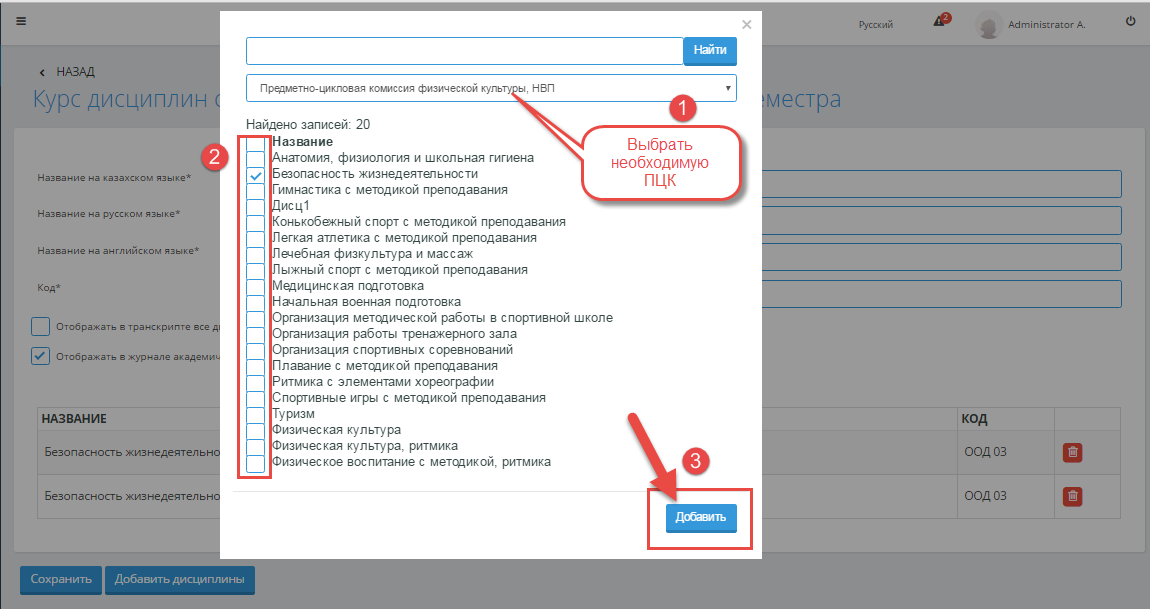 Русский
2
Administrator A.
НАЗАД
Курс дисциплин
еместра
Найти
Предметно-цикловая комиссия физической культуры, НВП
1
Выбрать
необходимую
ПЦК
Найдено записей: 20
2
Название
Анатомия, физиология и школьная гигиена
Безопасность жизнедеятельности
Гимнастика с методикой преподавания
Дисц1
Конькобежный спорт с методикой преподавания
Легкая атлетика с методикой преподавания
Лечебная физкультура и массаж
Лыжный спорт с методикой преподавания
Медицинская подготовка
Начальная военная подготовка
Организация методической работы в спортивной школе
Организация работы тренажерного зала
Организация спортивных соревнований
Плавание с методикой преподавания
Ритмика с элементами хореографии
Спортивные игры с методикой преподавания
Туризм
Физическая культура
Физическая культура, ритмика
Физическое воспитание с методикой, ритмика
3
Добавить
Название на казахском языке*
Название на русском языке*
Название на английском языке*
Код*
Отображать в транскрипте все д
Отображать в журнале академич
НАЗВАНИЕ КОД
Безопасность жизнедеятельно ООД 03
Безопасность жизнедеятельно ООД 03
Сохранить Добавить дисциплины